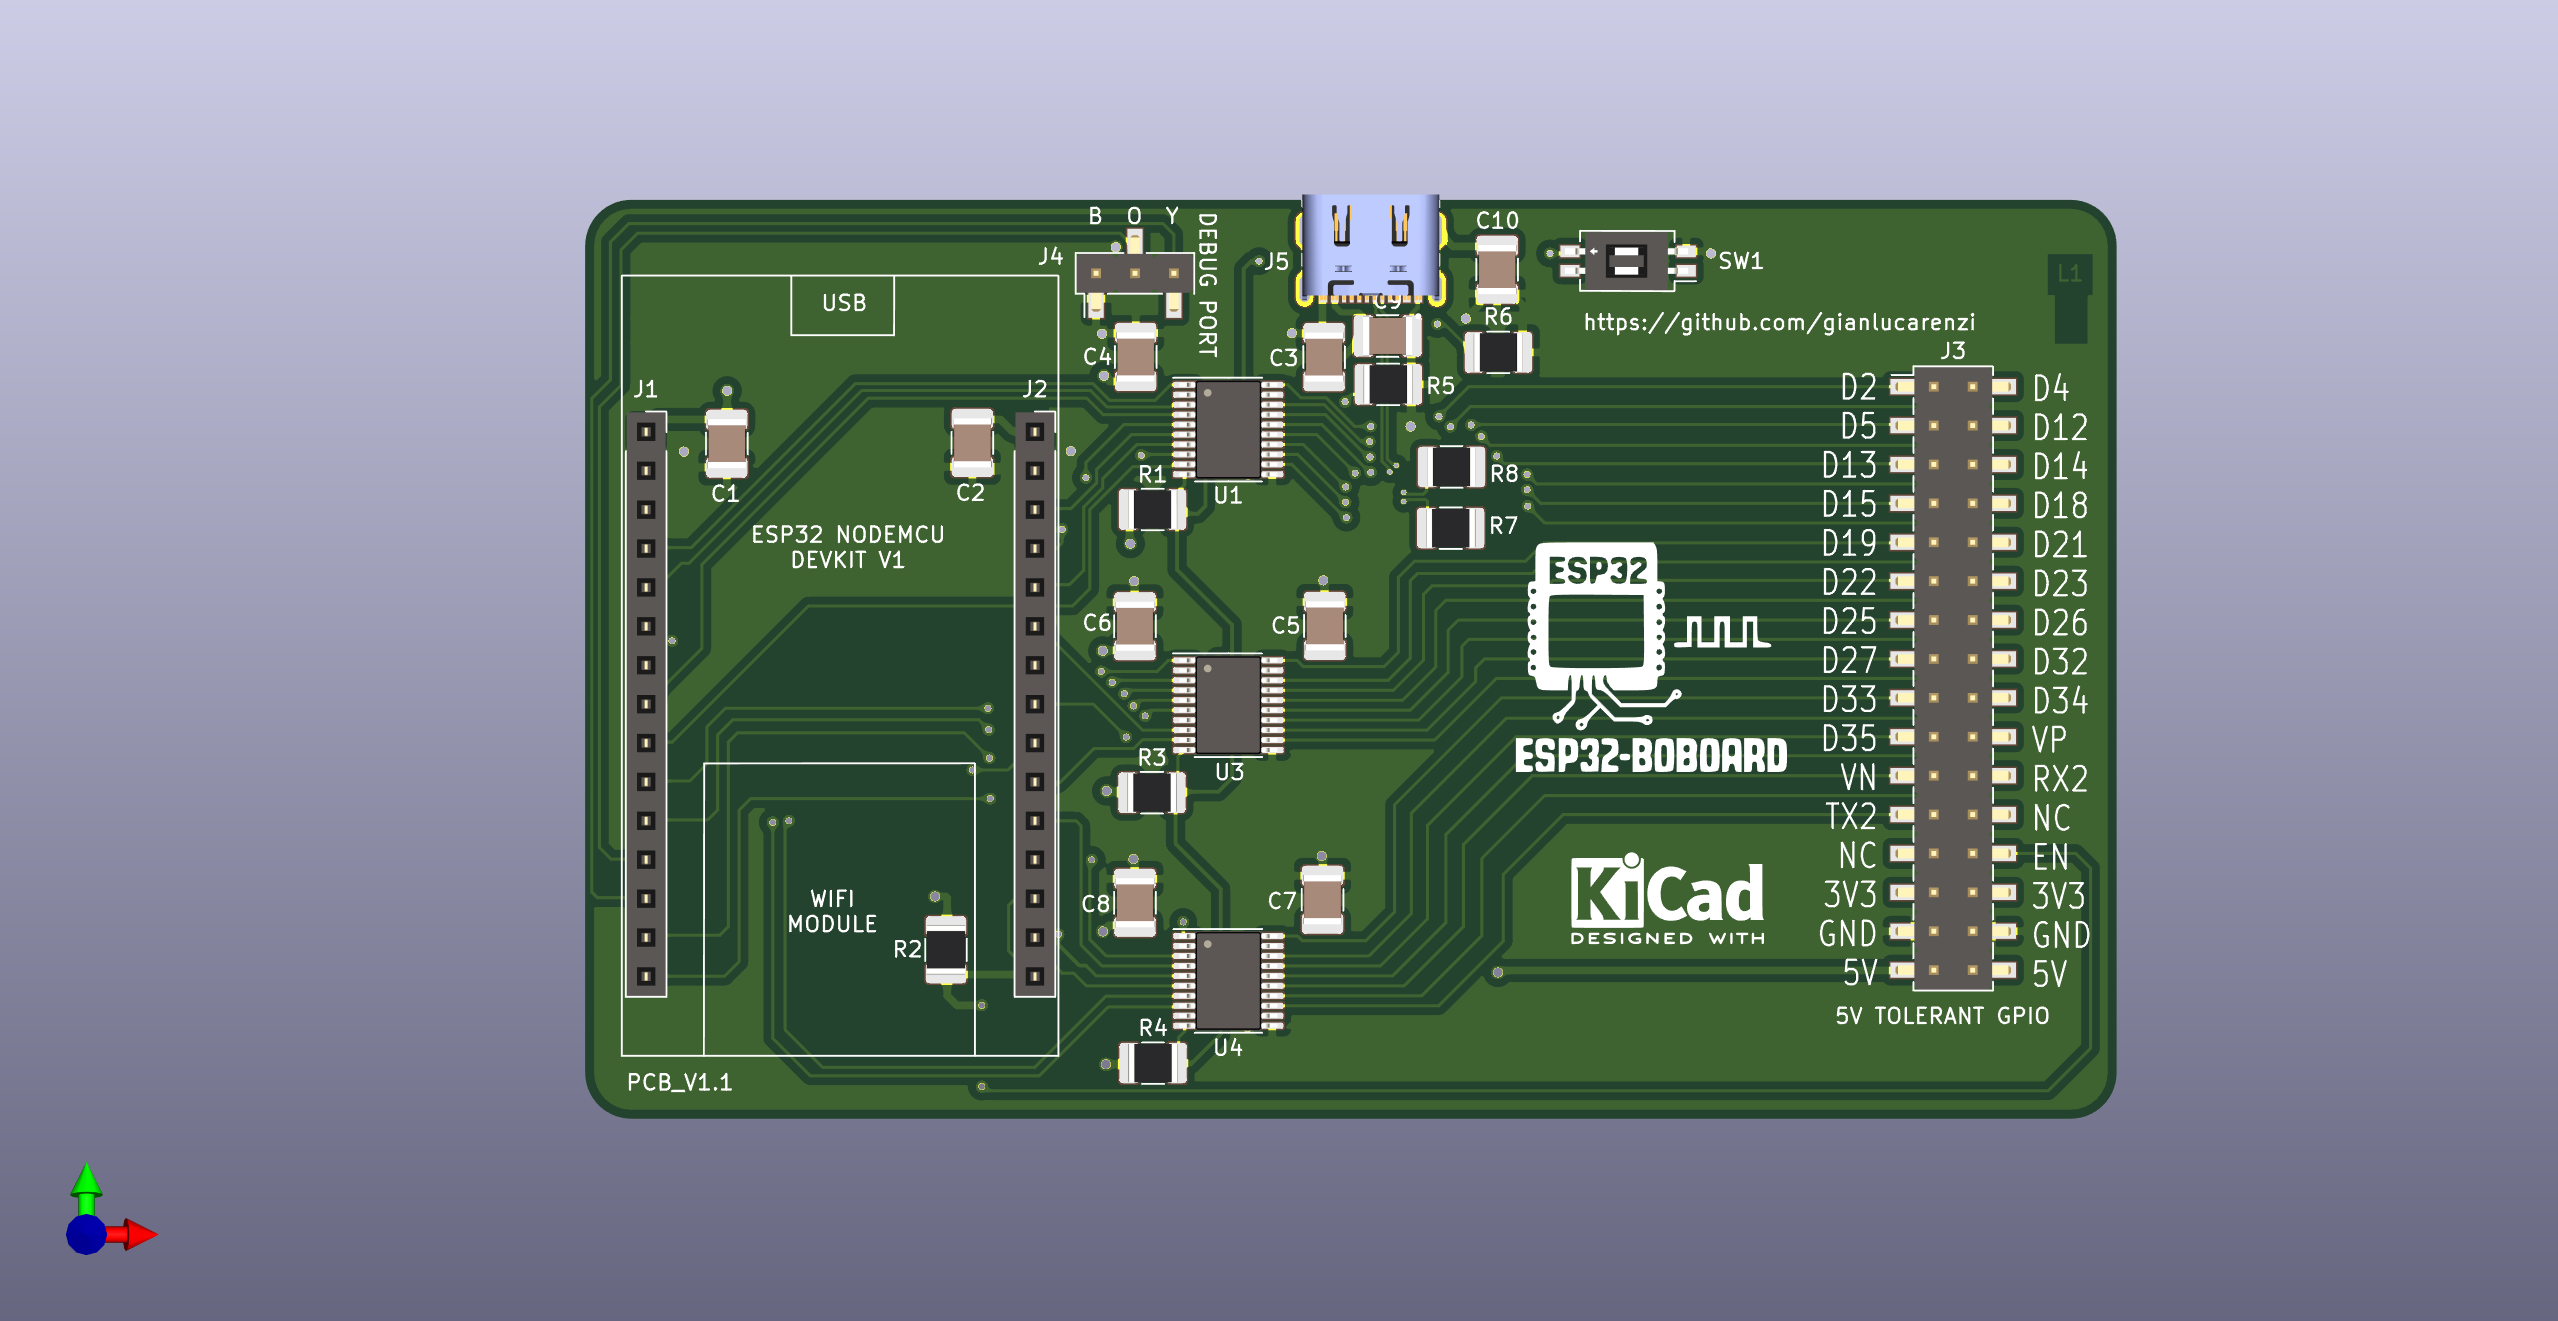 B O Y
DEBUG PORT
J4
J5
C10
SW1
L1
USB
C9
R6
https://github.com/gianlucarenzi
C4
C3
J3
J1
J2
R5
D2 D4
D5 D12
D13 D14
D15 D18
D19 D21
D22 D23
D25 D26
D27 D32
D33 D34
D35 VP
VN RX2
TX2 NC
NC EN
3V3 3V3
GND GND
5V 5V
5V TOLERANT GPIO
C1
C2
R1
U1
R8
R7
ESP32 NODEMCU
DEVKIT V1
ESP32
ESP32-BOBOARD
C6
C5
R3
U3
WIFI
MODULE
R2
C8
C7
KiCad
DESIGNED WITH
R4
U4
PCB_V1.1